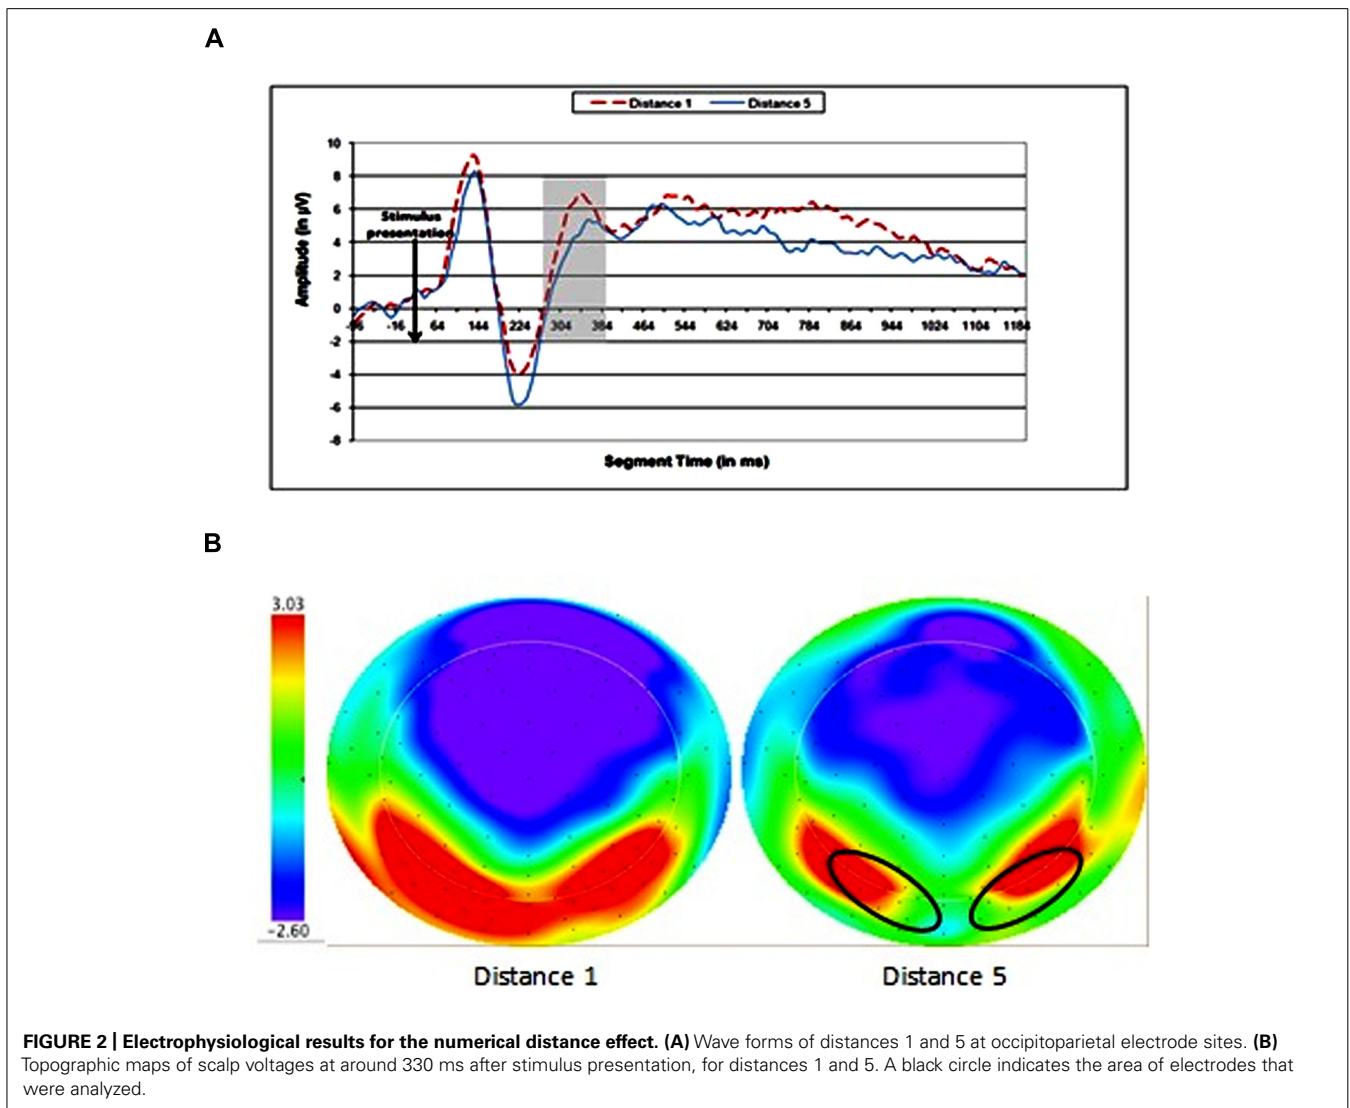 A
Distance 1 Distance 5
10
8
6
4
2
0
-2
-4
-6
-8
Amplitude (in µV)
Stimulus
presentation
-96 -16 64 144 224 304 384 464 544 624 704 784 864 944 1024 1104 1184
Segment Time (in ms)
B
3.03
-2.60
Distance 1 Distance 5
FIGURE 2 | Electrophysiological results for the numerical distance effect. (A) Wave forms of distances 1 and 5 at occipitoparietal electrode sites. (B)
Topographic maps of scalp voltages at around 330 ms after stimulus presentation, for distances 1 and 5. A black circle indicates the area of electrodes that
were analyzed.